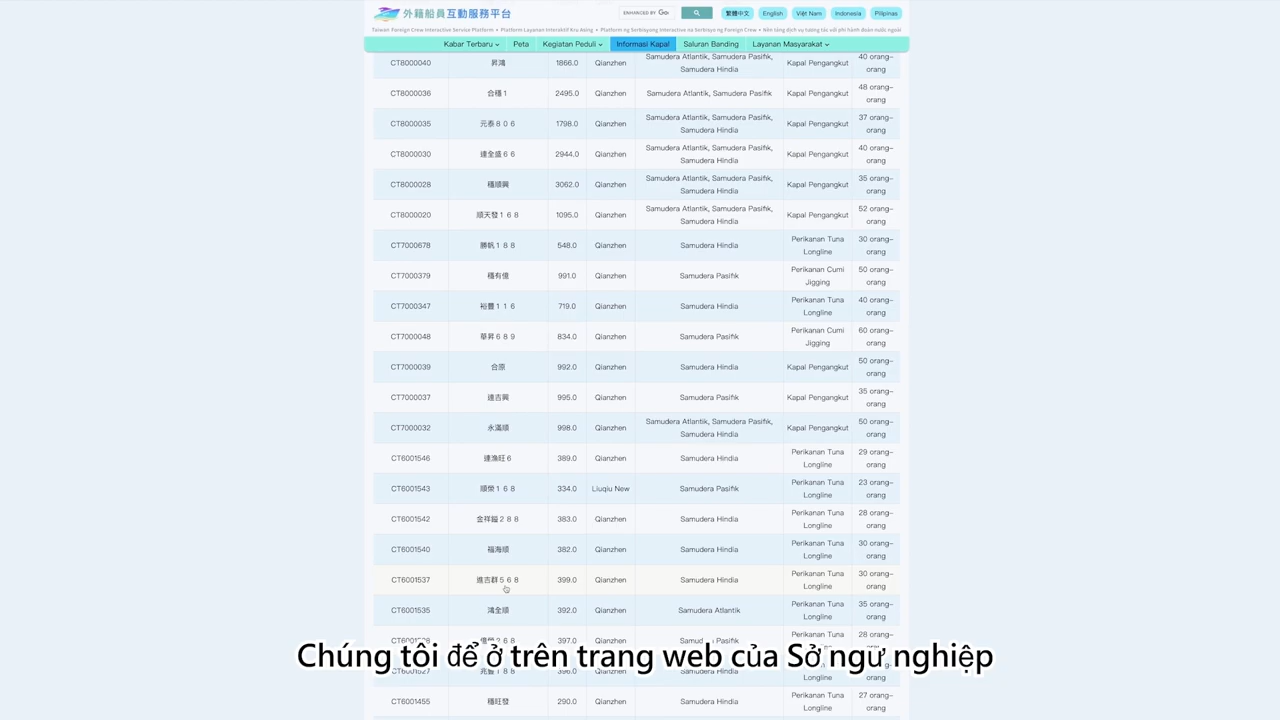 外籍船員互動服務平台
ENHANCED BY Go
繁體中文 English Việt Nam Indonesia Pilipinas
Taiwan Foreign Crew Interactive Service Platform • Platform Layanan Interaktif Kru Asing • Platform ng Serbisyong Interactive na Serbisyo ng Foreign Crew • Nền tảng dịch vụ tương tác với phi hành đoàn nước ngoài
Kabar Terbaru Peta Kegiatan Peduli Informasi Kapal Saluran Banding Layanan Masyarakat
CT8000040 昇鴻 1866.0 Qianzhen Samudera Atlantik, Samudera Pasifik, Samudera Hindia Kapal Pengangkut 40 orang-orang
CT8000036 合穩1 2495.0 Qianzhen Samudera Atlantik, Samudera Pasifik Kapal Pengangkut 48 orang-orang
CT8000035 元泰806 1798.0 Qianzhen Samudera Atlantik, Samudera Pasifik, Samudera Hindia Kapal Pengangkut 37 orang-orang
CT8000030 連全盛66 2944.0 Qianzhen Samudera Atlantik, Samudera Pasifik, Samudera Hindia Kapal Pengangkut 40 orang-orang
CT8000028 穩順興 3062.0 Qianzhen Samudera Atlantik, Samudera Pasifik, Samudera Hindia Kapal Pengangkut 35 orang-orang
CT8000020 順天發168 1095.0 Qianzhen Samudera Atlantik, Samudera Pasifik, Samudera Hindia Kapal Pengangkut 52 orang-orang
CT7000678 勝帆188 548.0 Qianzhen Samudera Hindia Perikanan Tuna Longline 30 orang-orang
CT7000379 穩有億 991.0 Qianzhen Samudera Pasifik Perikanan Cumi Jigging 50 orang-orang
CT7000347 裕豐116 719.0 Qianzhen Samudera Hindia Perikanan Tuna Longline 40 orang-orang
CT7000048 華昇689 834.0 Qianzhen Samudera Pasifik Perikanan Cumi Jigging 60 orang-orang
CT7000039 合原 992.0 Qianzhen Samudera Hindia Kapal Pengangkut 50 orang-orang
CT7000037 連吉興 995.0 Qianzhen Samudera Pasifik Kapal Pengangkut 35 orang-orang
CT7000032 永滿順 998.0 Qianzhen Samudera Atlantik, Samudera Pasifik, Samudera Hindia Kapal Pengangkut 50 orang-orang
CT6001546 達漁旺6 389.0 Qianzhen Samudera Hindia Perikanan Tuna Longline 29 orang-orang
CT6001543 順榮168 334.0 Liuqiu New Samudera Pasifik Perikanan Tuna Longline 23 orang-orang
CT6001542 金祥鎰288 383.0 Qianzhen Samudera Hindia Perikanan Tuna Longline 28 orang-orang
CT6001540 福海順 382.0 Qianzhen Samudera Hindia Perikanan Tuna Longline 30 orang-orang
CT6001537 進吉群568 399.0 Qianzhen Samudera Hindia Perikanan Tuna Longline 30 orang-orang
CT6001535 鴻全順 392.0 Qianzhen Samudera Atlantik Perikanan Tuna Longline 35 orang-orang
397.0 Perikanan Tuna 28 orang-
Chúng tôi để ở trên trang web của Sở ngư nghiệp
CT6001455 穩旺發 290.0 Qianzhen Samudera Hindia Perikanan Tuna Longline 27 orang-orang